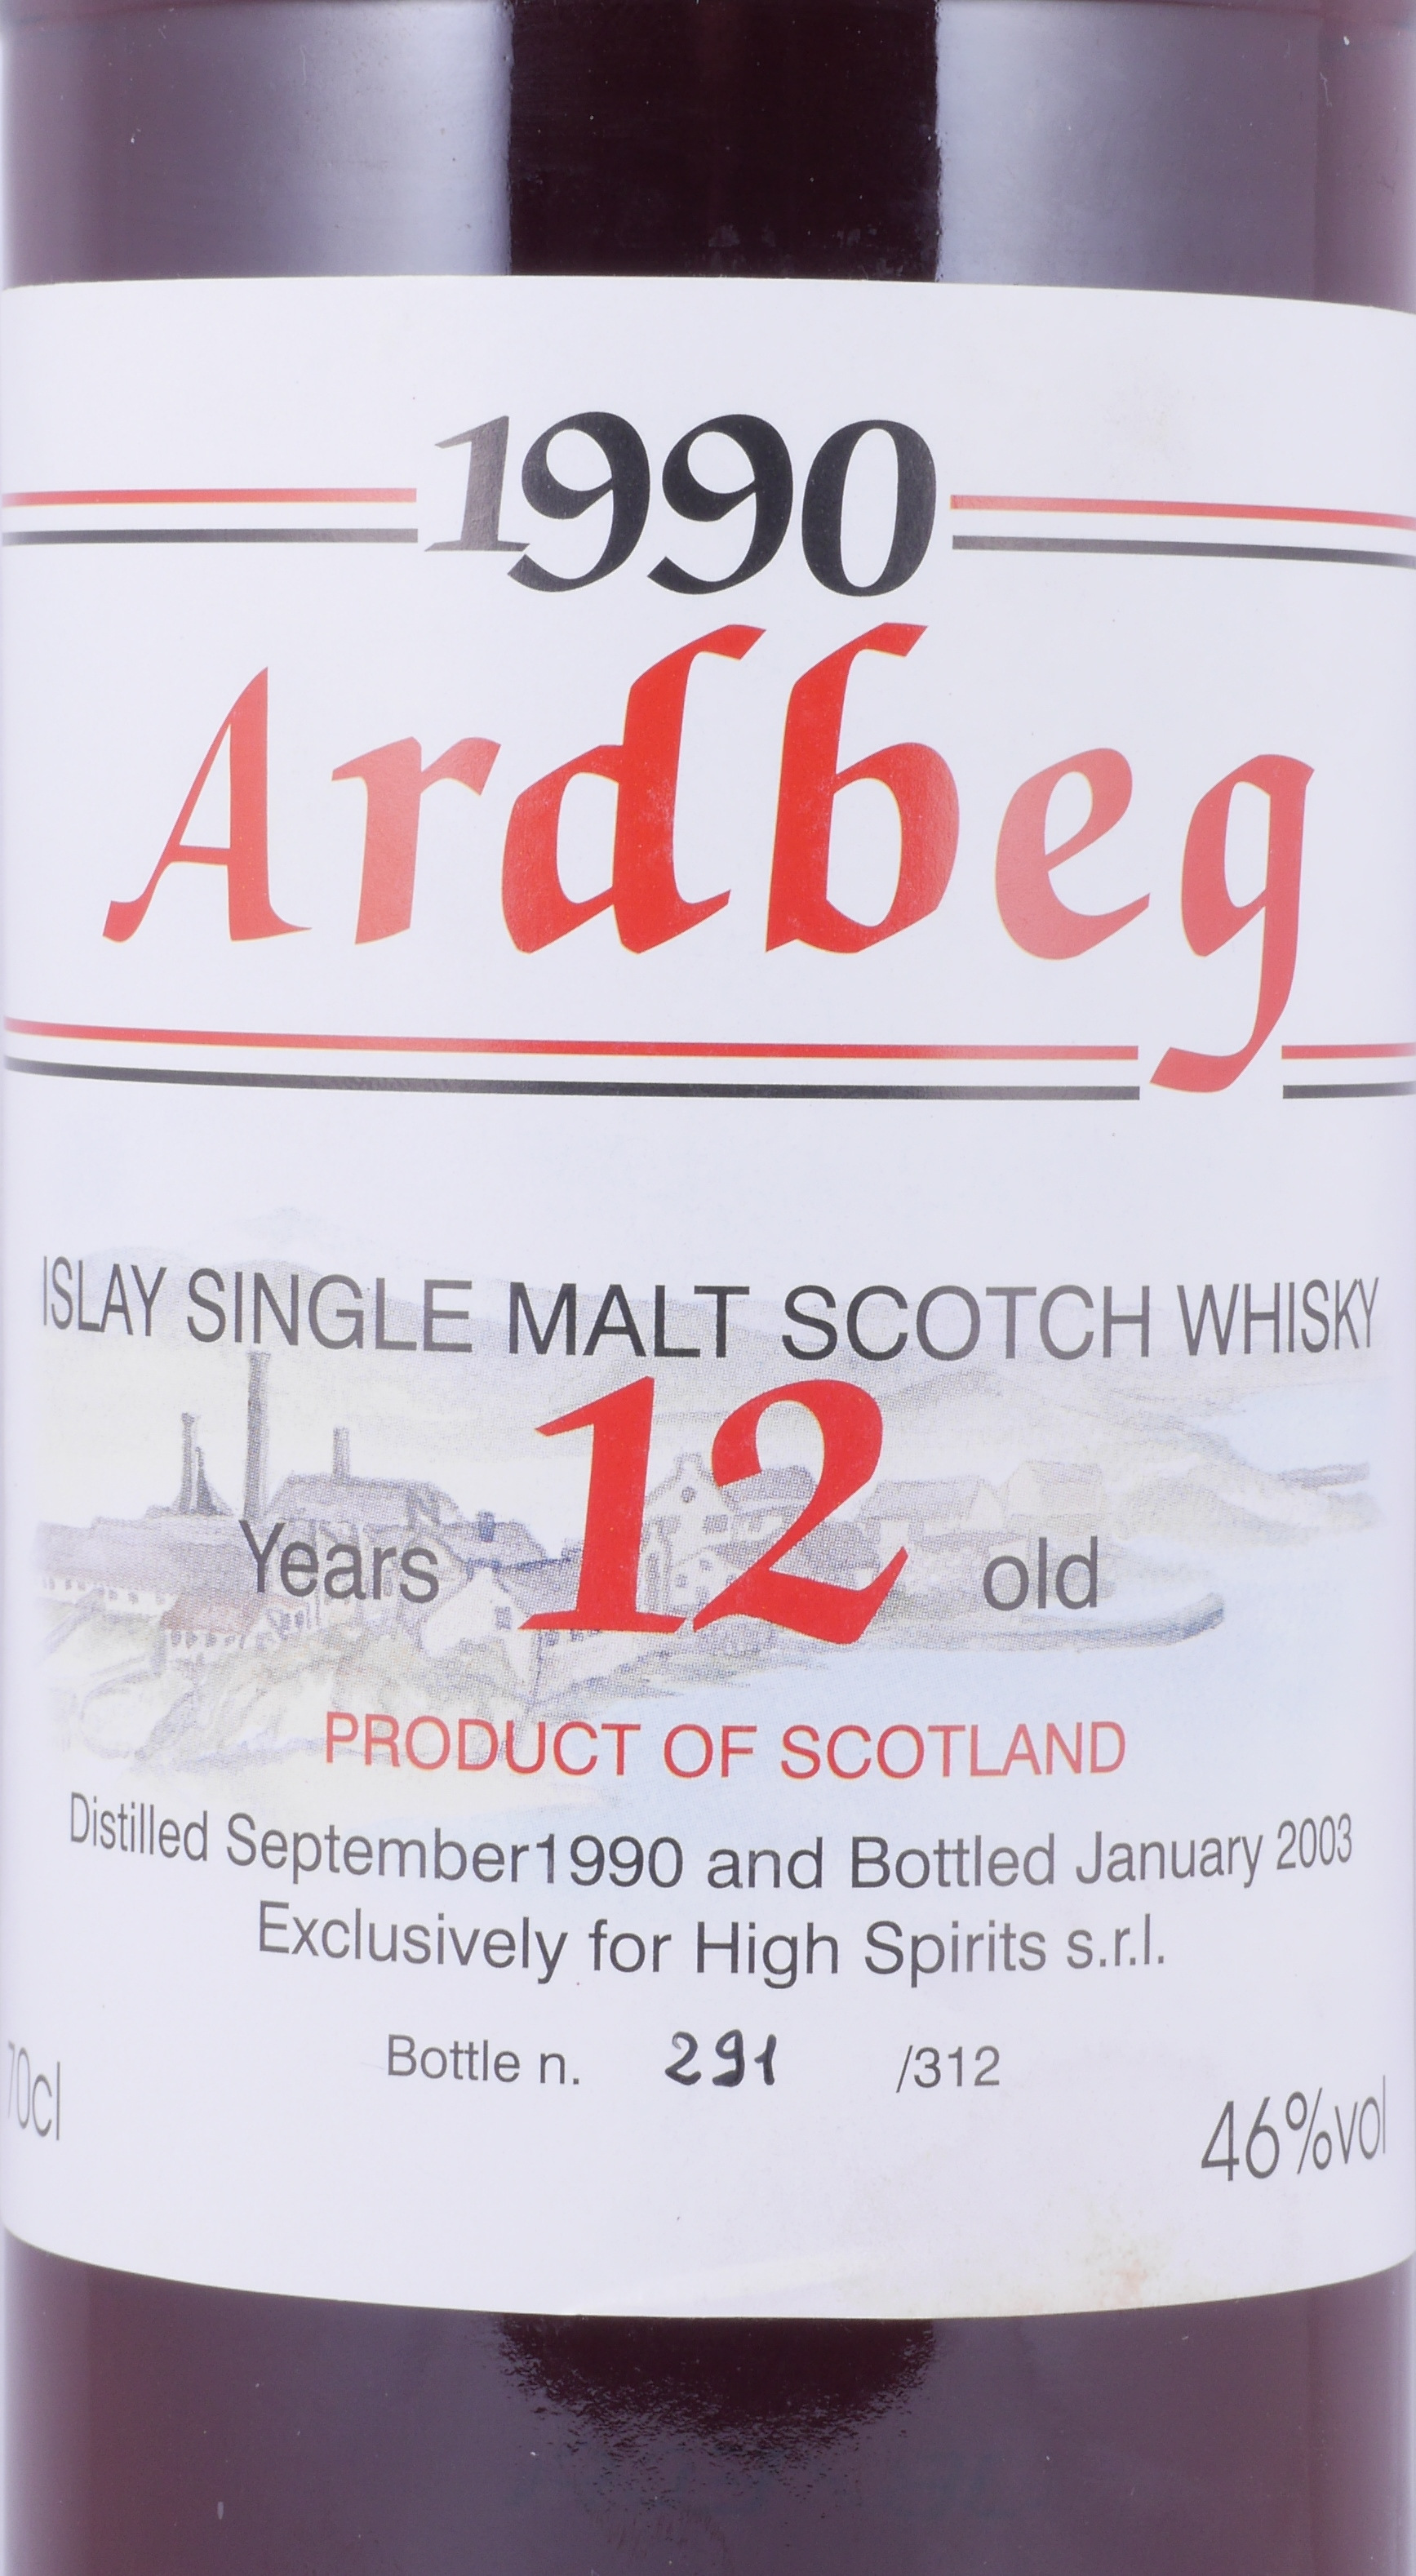 1990
Ardbeg
ISLAY SINGLE MALT SCOTCH WHISKY
Years 12 old
PRODUCT OF SCOTLAND
Distilled September1990 and Bottled January 2003
Exclusively for High Spirits s.r.l.
Bottle n. 291 /312
70cl
46%vol